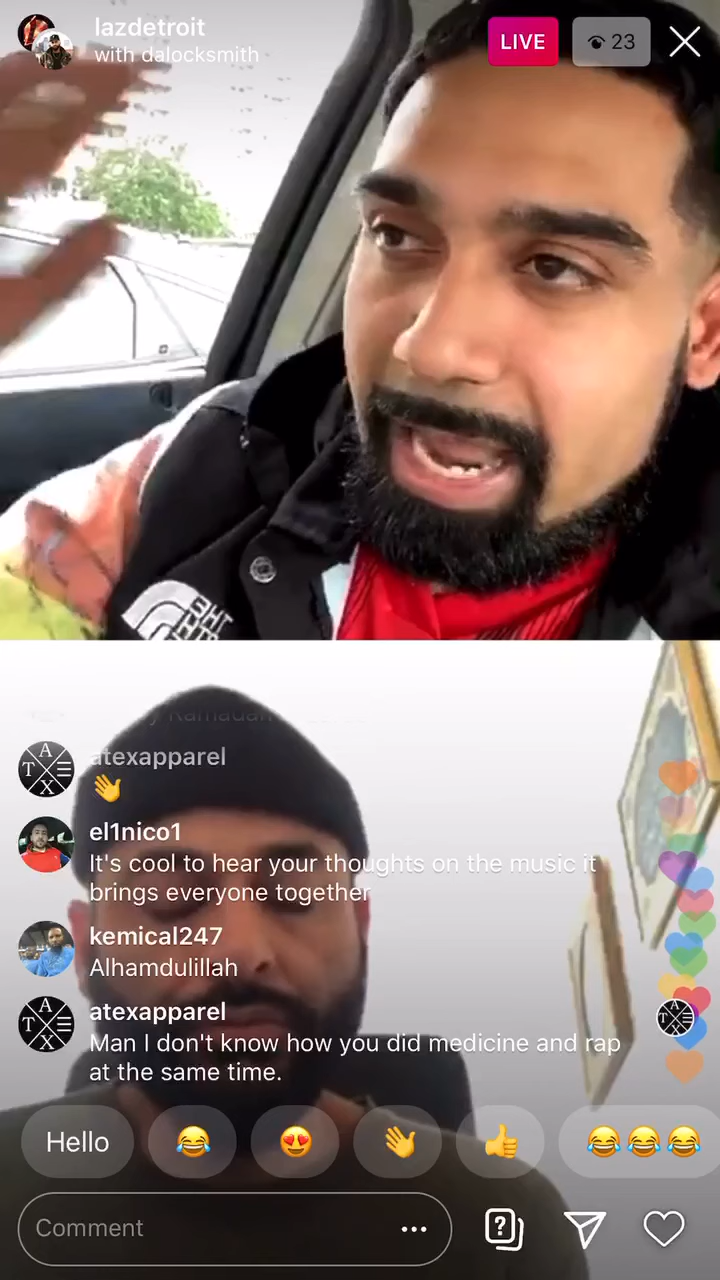 lazdetroit
with dalocksmith
LIVE
23
Ramadan
atexapparel
👋
el1nico1
It's cool to hear your thoughts on the music it
brings everyone together
kemical247
Alhamdulillah
atexapparel
Man I don't know how you did medicine and rap
at the same time.
Hello
😂
😍
👋
👍
😂😂😂
Comment